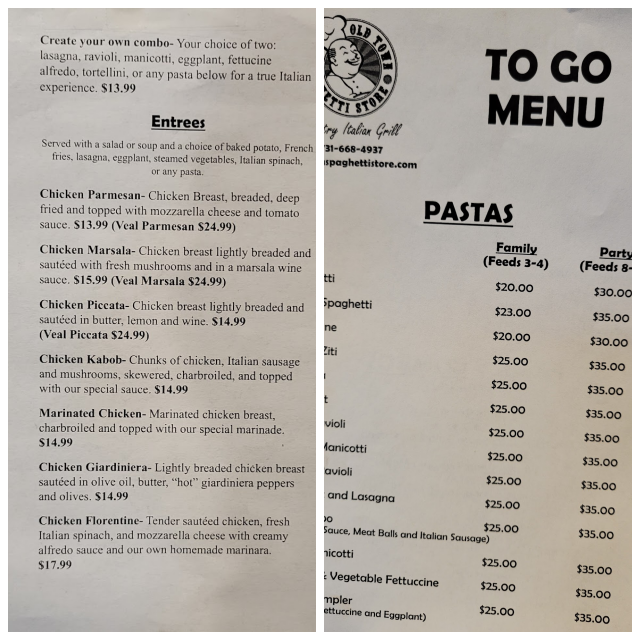 Create your own combo- Your choice of two:
lasagna, ravioli, manicotti, eggplant, fettucine
alfredo, tortellini, or any pasta below for a true Italian
experience. $13.99
Entrees
Served with a salad or soup and a choice of baked potato, French
fries, lasagna, eggplant, steamed vegetables, Italian spinach,
or any pasta.
Chicken Parmesan- Chicken Breast, breaded, deep
fried and topped with mozzarella cheese and tomato
sauce. $13.99 (Veal Parmesan $24.99)
Chicken Marsala- Chicken breast lightly breaded and
sautéed with fresh mushrooms and in a marsala wine
sauce. $15.99 (Veal Marsala $24.99)
Chicken Piccata- Chicken breast lightly breaded and
sautéed in butter, lemon and wine. $14.99
(Veal Piccata $24.99)
Chicken Kabob- Chunks of chicken, Italian sausage
and mushrooms, skewered, charbroiled, and topped
with our special sauce. $14.99
Marinated Chicken- Marinated chicken breast,
charbroiled and topped with our special marinade.
$14.99
Chicken Giardiniera- Lightly breaded chicken breast
sautéed in olive oil, butter, “hot” giardiniera peppers
and olives. $14.99
Chicken Florentine- Tender sautéed chicken, fresh
Italian spinach, and mozzarella cheese with creamy
alfredo sauce and our own homemade marinara.
$17.99
OLD TOWN
ETTI STORE
try Italian Grill
731-668-4937
spaghettistore.com
TO GO
MENU
PASTAS
Family Party
(Feeds 3-4) (Feeds 8-
tti $20.00 $30.00
Spaghetti $23.00 $35.00
ne $20.00 $30.00
Ziti $25.00 $35.00
$25.00 $35.00
t $25.00 $35.00
violi $25.00 $35.00
Manicotti $25.00 $35.00
avioli $25.00 $35.00
and Lasagna $25.00 $35.00
oo $25.00 $35.00
Sauce, Meat Balls and Italian Sausage)
nicotti $25.00 $35.00
& Vegetable Fettuccine $25.00 $35.00
mpler $25.00 $35.00
ettuccine and Eggplant)